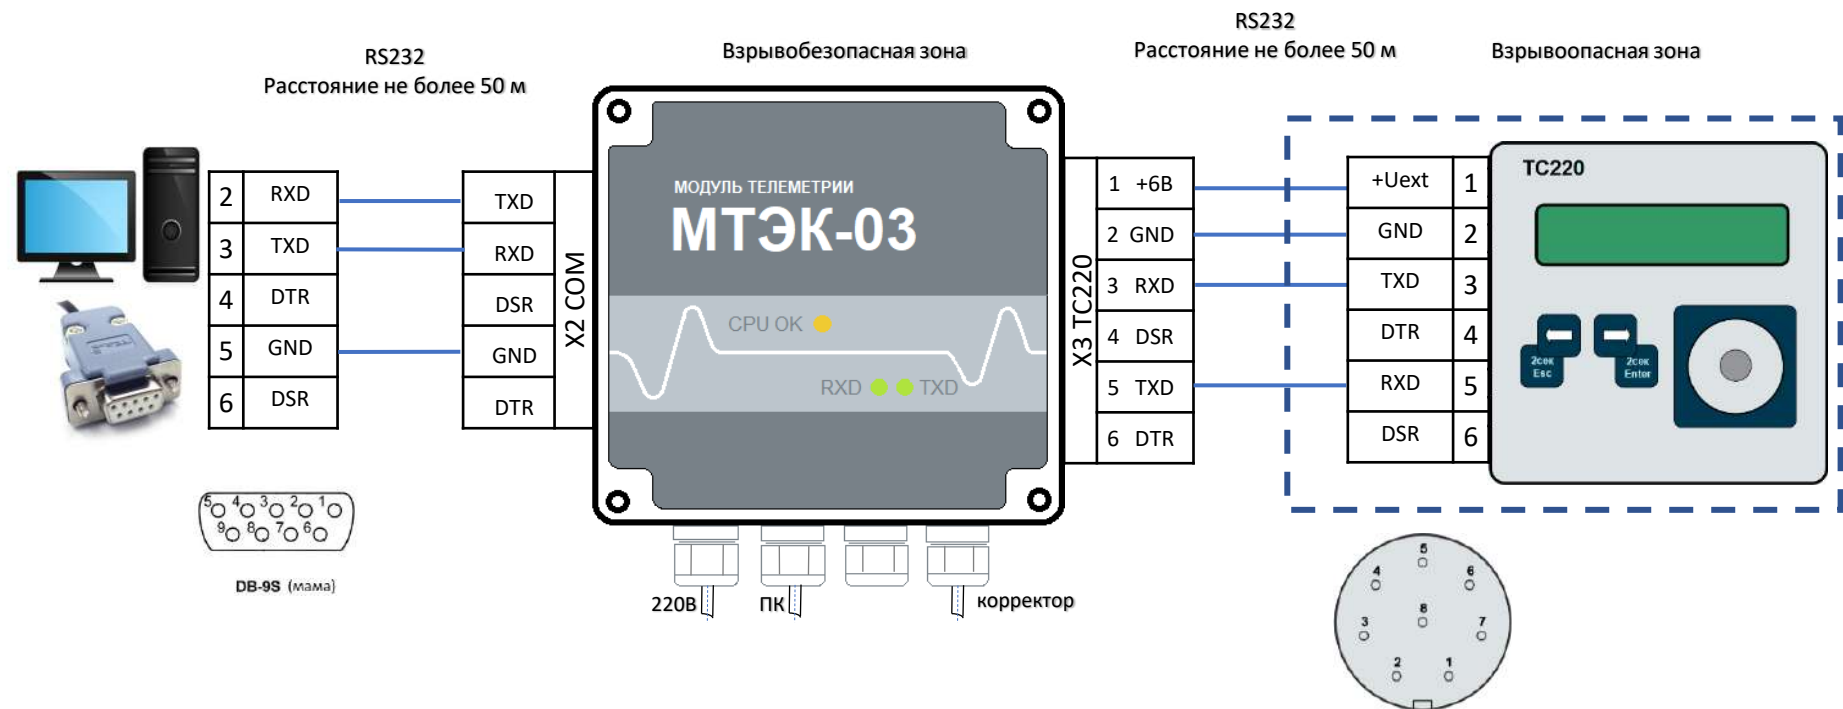 RS232
Расстояние не более 50 м
Взрывобезопасная зона
RS232
Расстояние не более 50 м
Взрывоопасная зона
2 RXD
3 TXD
4 DTR
5 GND
6 DSR
TXD
RXD
DSR
GND
DTR
X2 COM
МОДУЛЬ ТЕЛЕМЕТРИИ
МТЭК-03
CPU OK
RXD TXD
X3 TC220
1 +6В
2 GND
3 RXD
4 DSR
5 TXD
6 DTR
+Uext 1
GND 2
TXD 3
DTR 4
RXD 5
DSR 6
TC220
2сек
Esc
2сек
Enter
5 4 3 2 1
9 8 7 6
DB-9S (мама)
220В
ПК
корректор
5
4 6
8
3 7
2 1